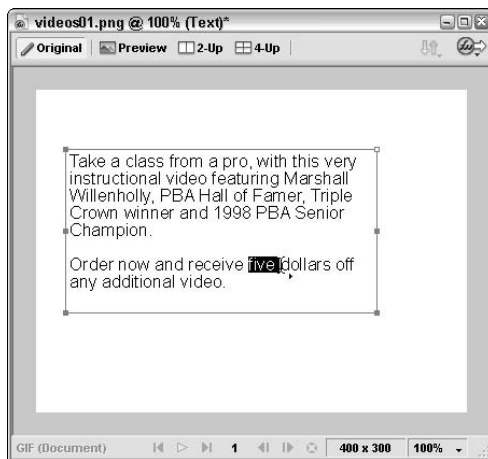 videos01.png @ 100% (Text)*
Original Preview 2-Up 4-Up
Take a class from a pro, with this very
instructional video featuring Marshall
Willenholly, PBA Hall of Famer, Triple
Crown winner and 1998 PBA Senior
Champion.
Order now and receive five dollars off
any additional video.
GIF (Document) 1 400 x 300 100%